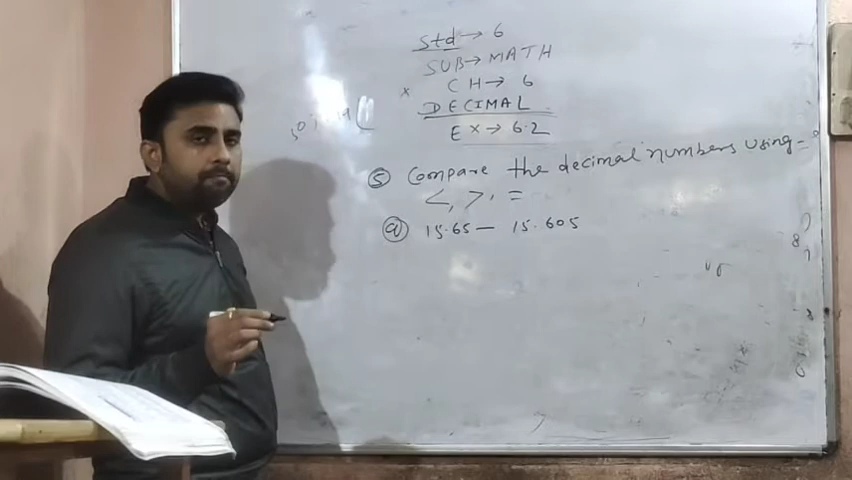 Std → 6
SUB → MATH
CH → 6
DECIMAL
EX → 6.2
⑤ Compare the decimal numbers using =
<, >, =
ⓐ 15.65 — 15.605